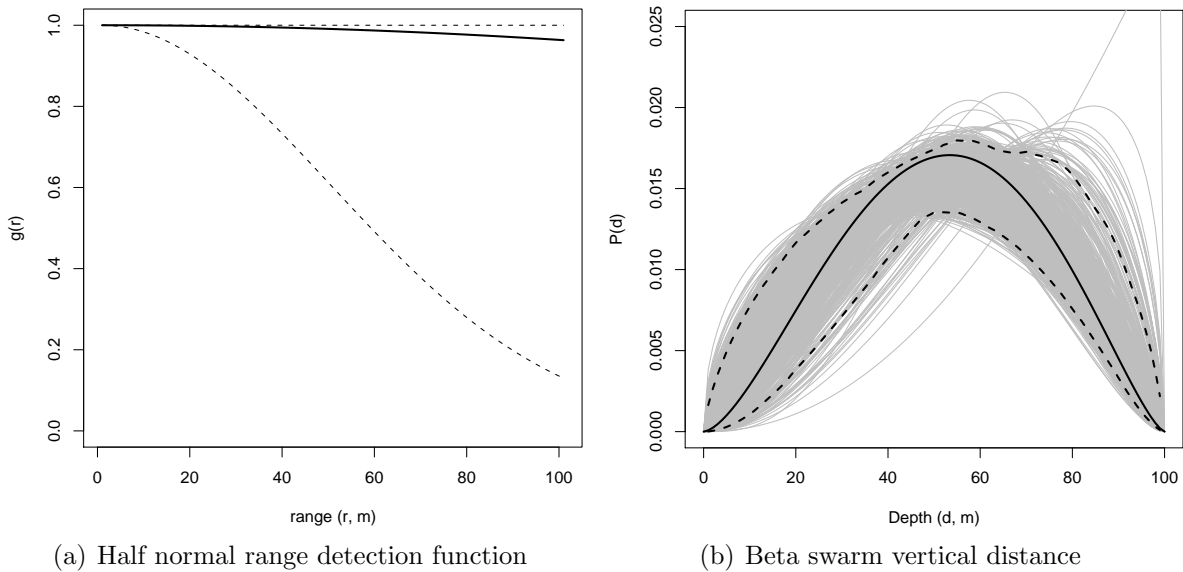 1.0
0.8
0.6
0.4
0.2
0.0
g(r)
0 20 40 60 80 100
range (r, m)
(a) Half normal range detection function
0.025
0.020
0.015
0.010
0.005
0.000
P(d)
0 20 40 60 80 100
Depth (d, m)
(b) Beta swarm vertical distance